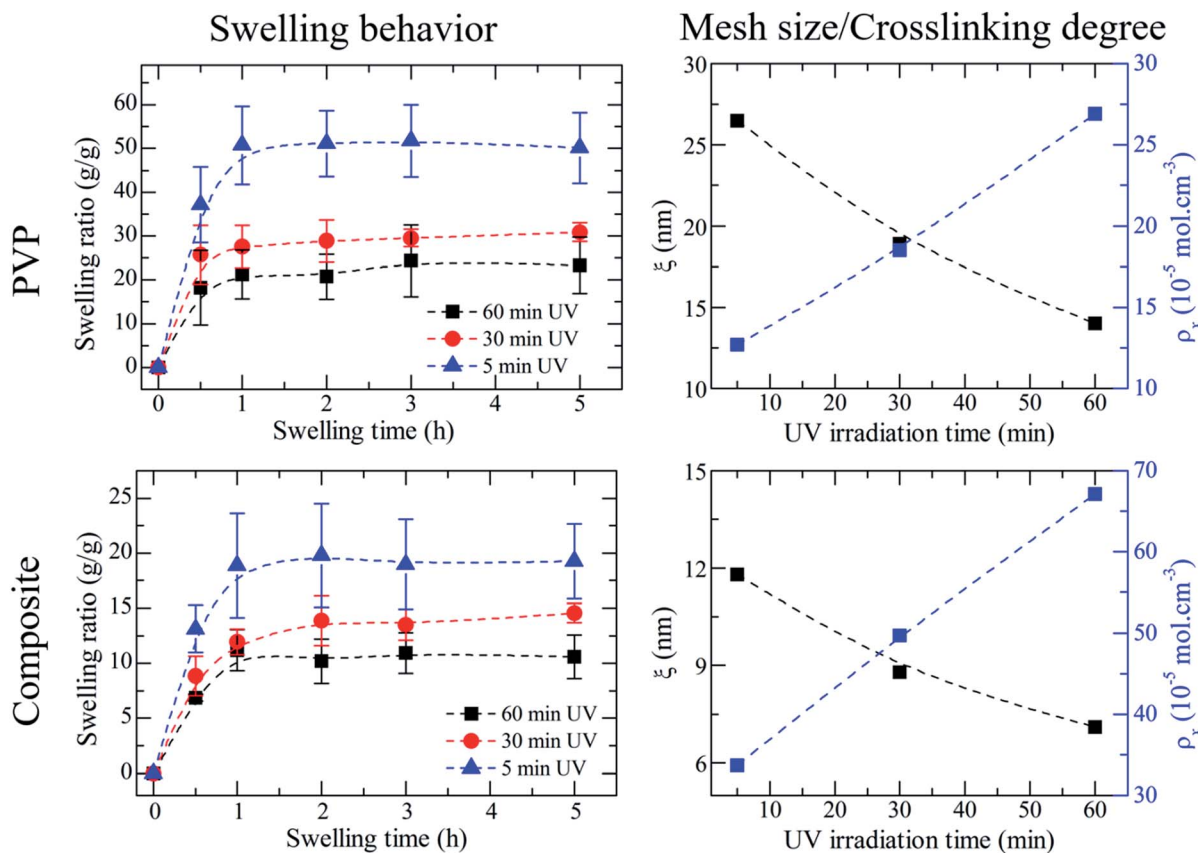 Swelling behavior
Mesh size/Crosslinking degree
PVP
Swelling ratio (g/g)
60
50
40
30
20
10
0
0 1 2 3 4 5
Swelling time (h)
60 min UV
30 min UV
5 min UV
ξ (nm)
30
25
20
15
10
10 20 30 40 50 60
UV irradiation time (min)
30
25
20
15
10
ρx (10⁻⁵ mol.cm⁻³)
Composite
Swelling ratio (g/g)
25
20
15
10
5
0
0 1 2 3 4 5
Swelling time (h)
60 min UV
30 min UV
5 min UV
ξ (nm)
15
12
9
6
10 20 30 40 50 60
UV irradiation time (min)
70
60
50
40
30
ρx (10⁻⁵ mol.cm⁻³)